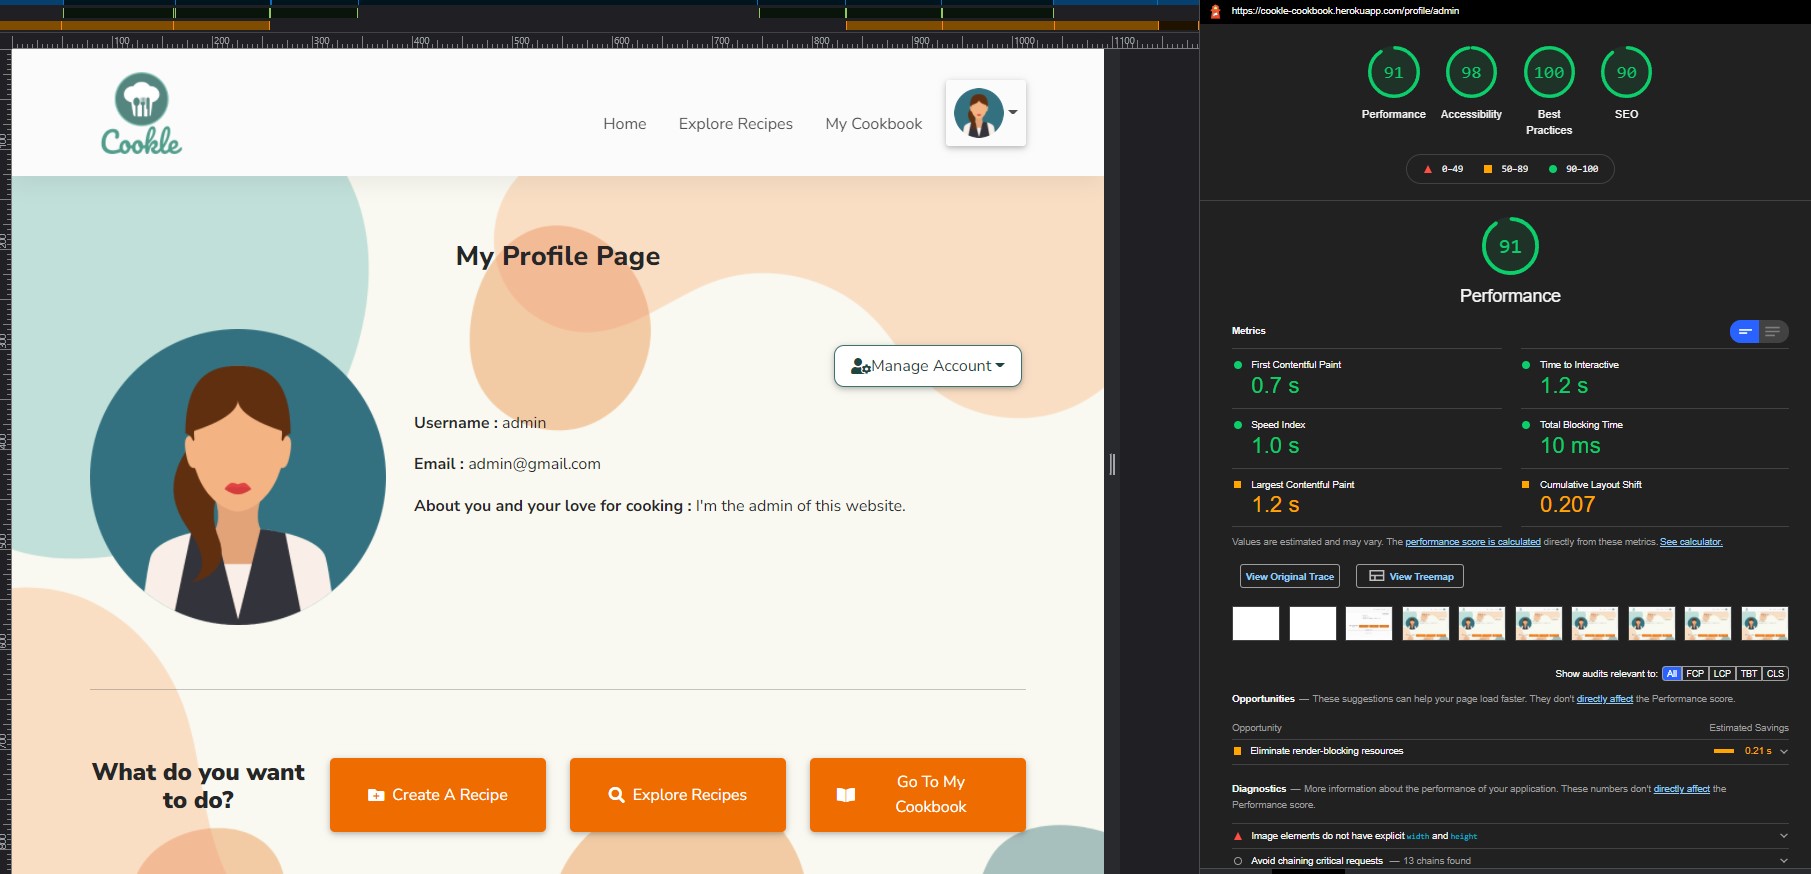 100 200 300 400 500 600 700 800 900 1000 1100
Cookle
Home
Explore Recipes
My Cookbook
My Profile Page
Manage Account
Username : admin
Email : admin@gmail.com
About you and your love for cooking : I'm the admin of this website.
What do you want
to do?
Create A Recipe
Explore Recipes
Go To My
Cookbook
https://cookle-cookbook.herokuapp.com/profile/admin
91 98 100 90
Performance Accessibility Best SEO
Practices
0–49 50–89 90–100
91
Performance
Metrics
First Contentful Paint
0.7 s
Time to Interactive
1.2 s
Speed Index
1.0 s
Total Blocking Time
10 ms
Largest Contentful Paint
1.2 s
Cumulative Layout Shift
0.207
Values are estimated and may vary. The performance score is calculated directly from these metrics. See calculator.
View Original Trace
View Treemap
Show audits relevant to: All FCP LCP TBT CLS
Opportunities — These suggestions can help your page load faster. They don't directly affect the Performance score.
Opportunity Estimated Savings
Eliminate render-blocking resources 0.21 s
Diagnostics — More information about the performance of your application. These numbers don't directly affect the
Performance score.
Image elements do not have explicit width and height
Avoid chaining critical requests — 13 chains found